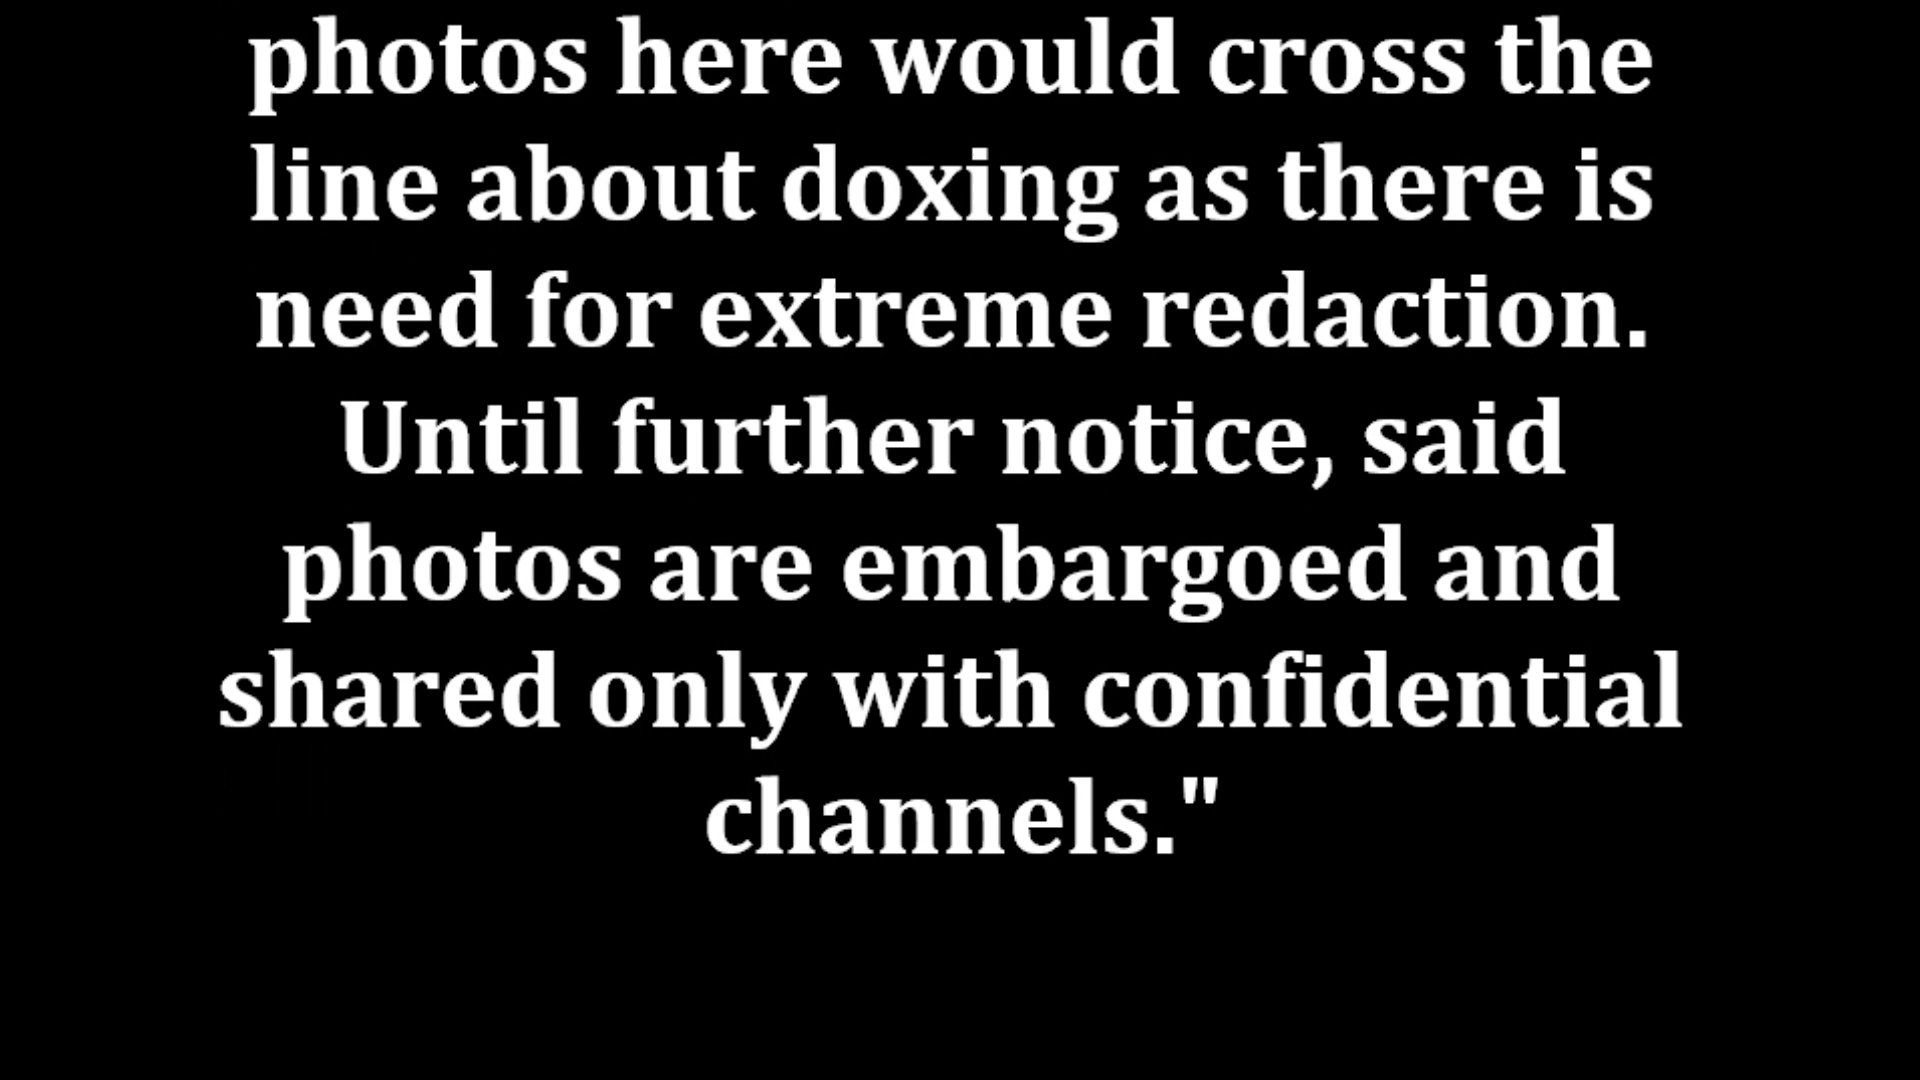 photos here would cross the
line about doxing as there is
need for extreme redaction.
Until further notice, said
photos are embargoed and
shared only with confidential
channels."